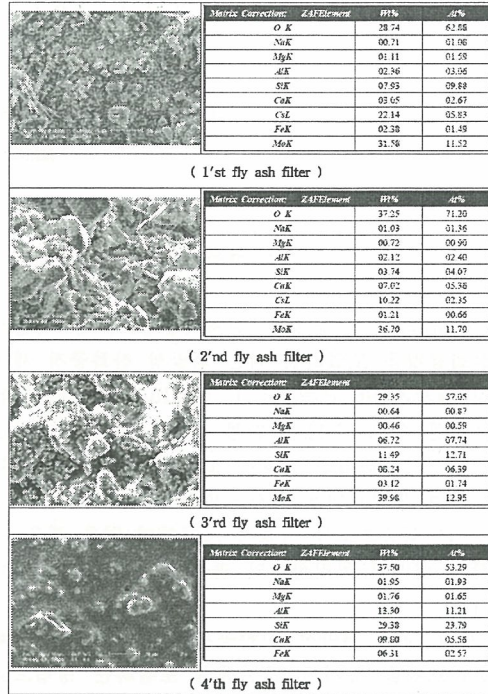 Matrix Correction: ZAFElement Wt% At%
O K 28.74 62.88
NaK 00.71 01.08
MgK 01.11 01.59
AlK 02.36 03.06
SiK 07.93 09.88
CaK 03.05 02.67
CsL 22.14 05.83
FeK 02.38 01.49
MoK 31.58 11.52
( 1'st fly ash filter )
Matrix Correction: ZAFElement Wt% At%
O K 37.25 71.20
NaK 01.03 01.36
MgK 00.72 00.90
AlK 02.12 02.40
SiK 03.74 04.07
CaK 07.02 05.36
CsL 10.22 02.35
FeK 01.21 00.66
MoK 36.70 11.70
( 2'nd fly ash filter )
Matrix Correction: ZAFElement
O K 29.35 57.05
NaK 00.64 00.87
MgK 00.46 00.59
AlK 06.72 07.74
SiK 11.49 12.71
CaK 08.24 06.39
FeK 03.12 01.74
MoK 39.98 12.95
( 3'rd fly ash filter )
Matrix Correction: ZAFElement Wt% At%
O K 37.50 53.29
NaK 01.95 01.93
MgK 01.76 01.65
AlK 13.30 11.21
SiK 29.38 23.79
CaK 09.80 05.56
FeK 06.31 02.57
( 4'th fly ash filter )